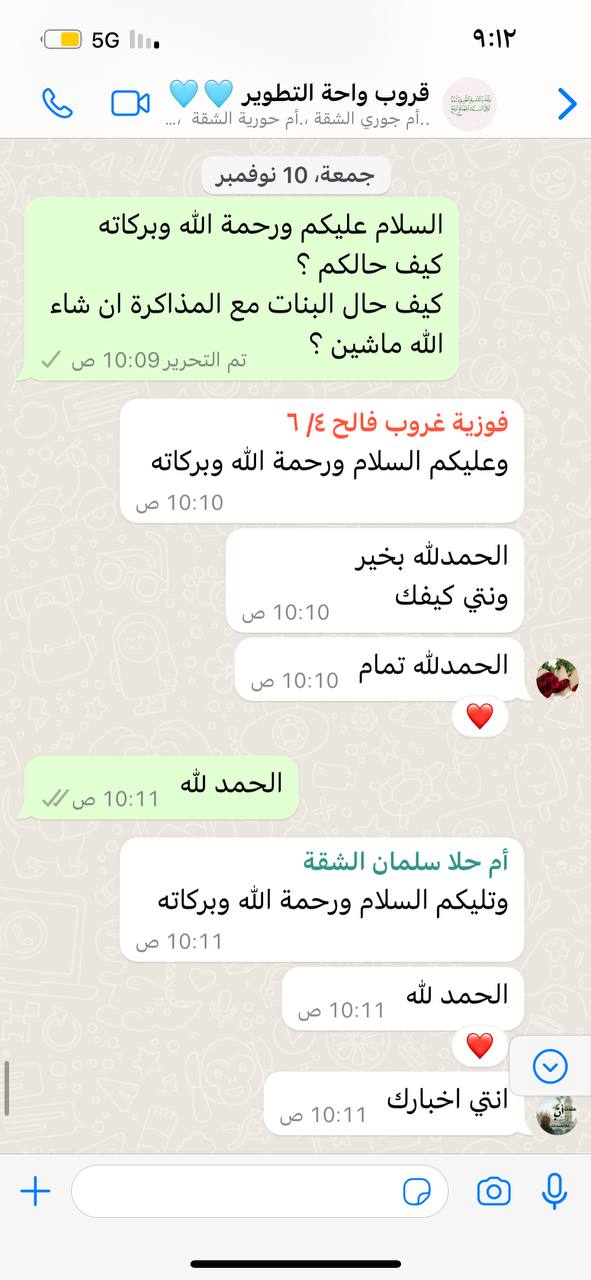 5G ٩:١٢
قروب واحة التطوير 🩵🩵
..أم جوري الشقة ،.أم حورية الشقة ،...
جمعة، 10 نوفمبر
السلام عليكم ورحمة الله وبركاته
كيف حالكم ؟
كيف حال البنات مع المذاكرة ان شاء
الله ماشين ؟
تم التحرير 10:09 ص
فوزية غروب فالح ٤/ ٦
وعليكم السلام ورحمة الله وبركاته
10:10 ص
الحمدلله بخير
ونتي كيفك
10:10 ص
الحمدلله تمام
10:10 ص
❤️
الحمد لله
10:11 ص
أم حلا سلمان الشقة
وتليكم السلام ورحمة الله وبركاته
10:11 ص
الحمد لله
10:11 ص
❤️
انتي اخبارك
10:11 ص